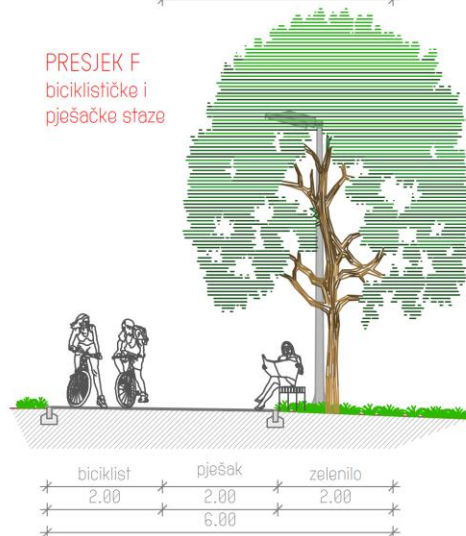 PRESJEK F
biciklističke i
pješačke staze
biciklist pješak zelenilo
2.00 2.00 2.00
6.00